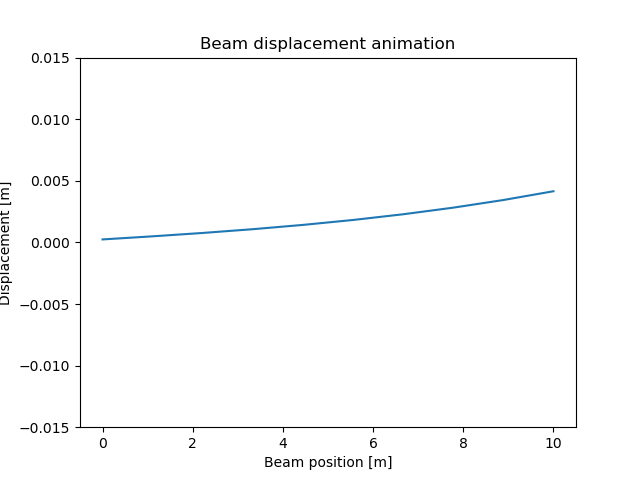 Beam displacement animation
0.015
0.010
0.005
0.000
−0.005
−0.010
−0.015
Displacement [m]
0 2 4 6 8 10
Beam position [m]